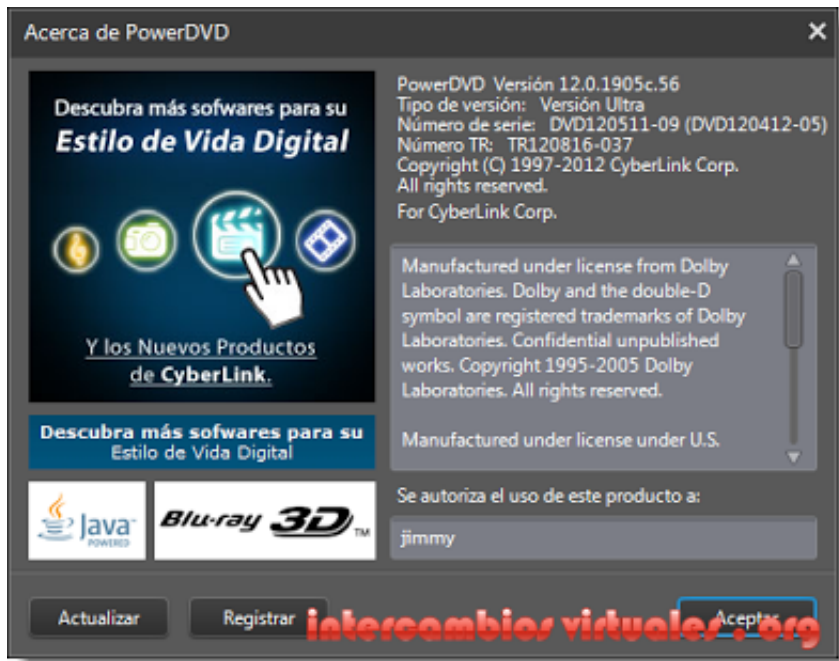 Acerca de PowerDVD
Descubra más sofwares para su
Estilo de Vida Digital
Y los Nuevos Productos
de CyberLink.
Descubra más sofwares para su
Estilo de Vida Digital
Java
POWERED
Blu-ray 3D TM
PowerDVD Versión 12.0.1905c.56
Tipo de versión: Versión Ultra
Número de serie: DVD120511-09 (DVD120412-05)
Número TR: TR120816-037
Copyright (C) 1997-2012 CyberLink Corp.
All rights reserved.
For CyberLink Corp.
Manufactured under license from Dolby
Laboratories. Dolby and the double-D
symbol are registered trademarks of Dolby
Laboratories. Confidential unpublished
works. Copyright 1995-2005 Dolby
Laboratories. All rights reserved.
Manufactured under license under U.S.
Se autoriza el uso de este producto a:
jimmy
Actualizar
Registrar
Aceptar
intercambios virtuales . org